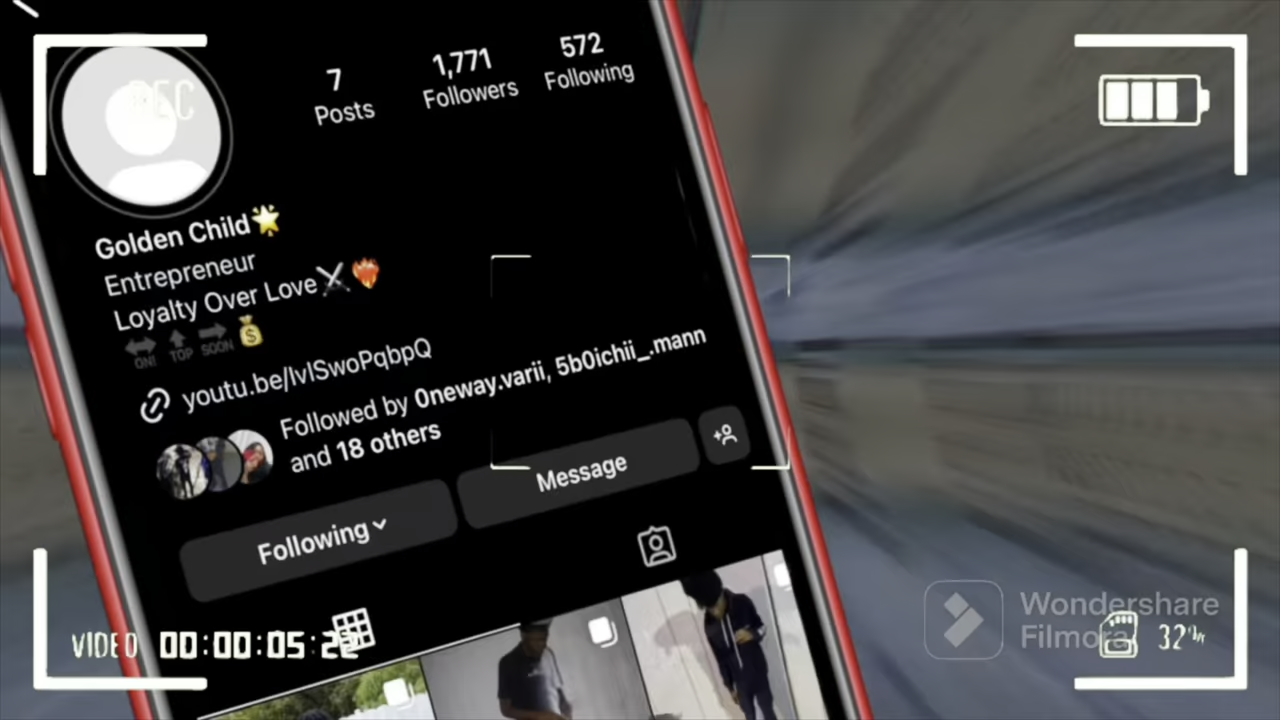 REC
7
Posts
1,771
Followers
572
Following
Golden Child
Entrepreneur
Loyalty Over Love
ON! TOP SOON
youtu.be/lvlSwoPqbpQ
Followed by 0neway.varii, 5b0ichii_.mann
and 18 others
Following
Message
VIDEO 00:00:05:22
Wondershare
Filmora